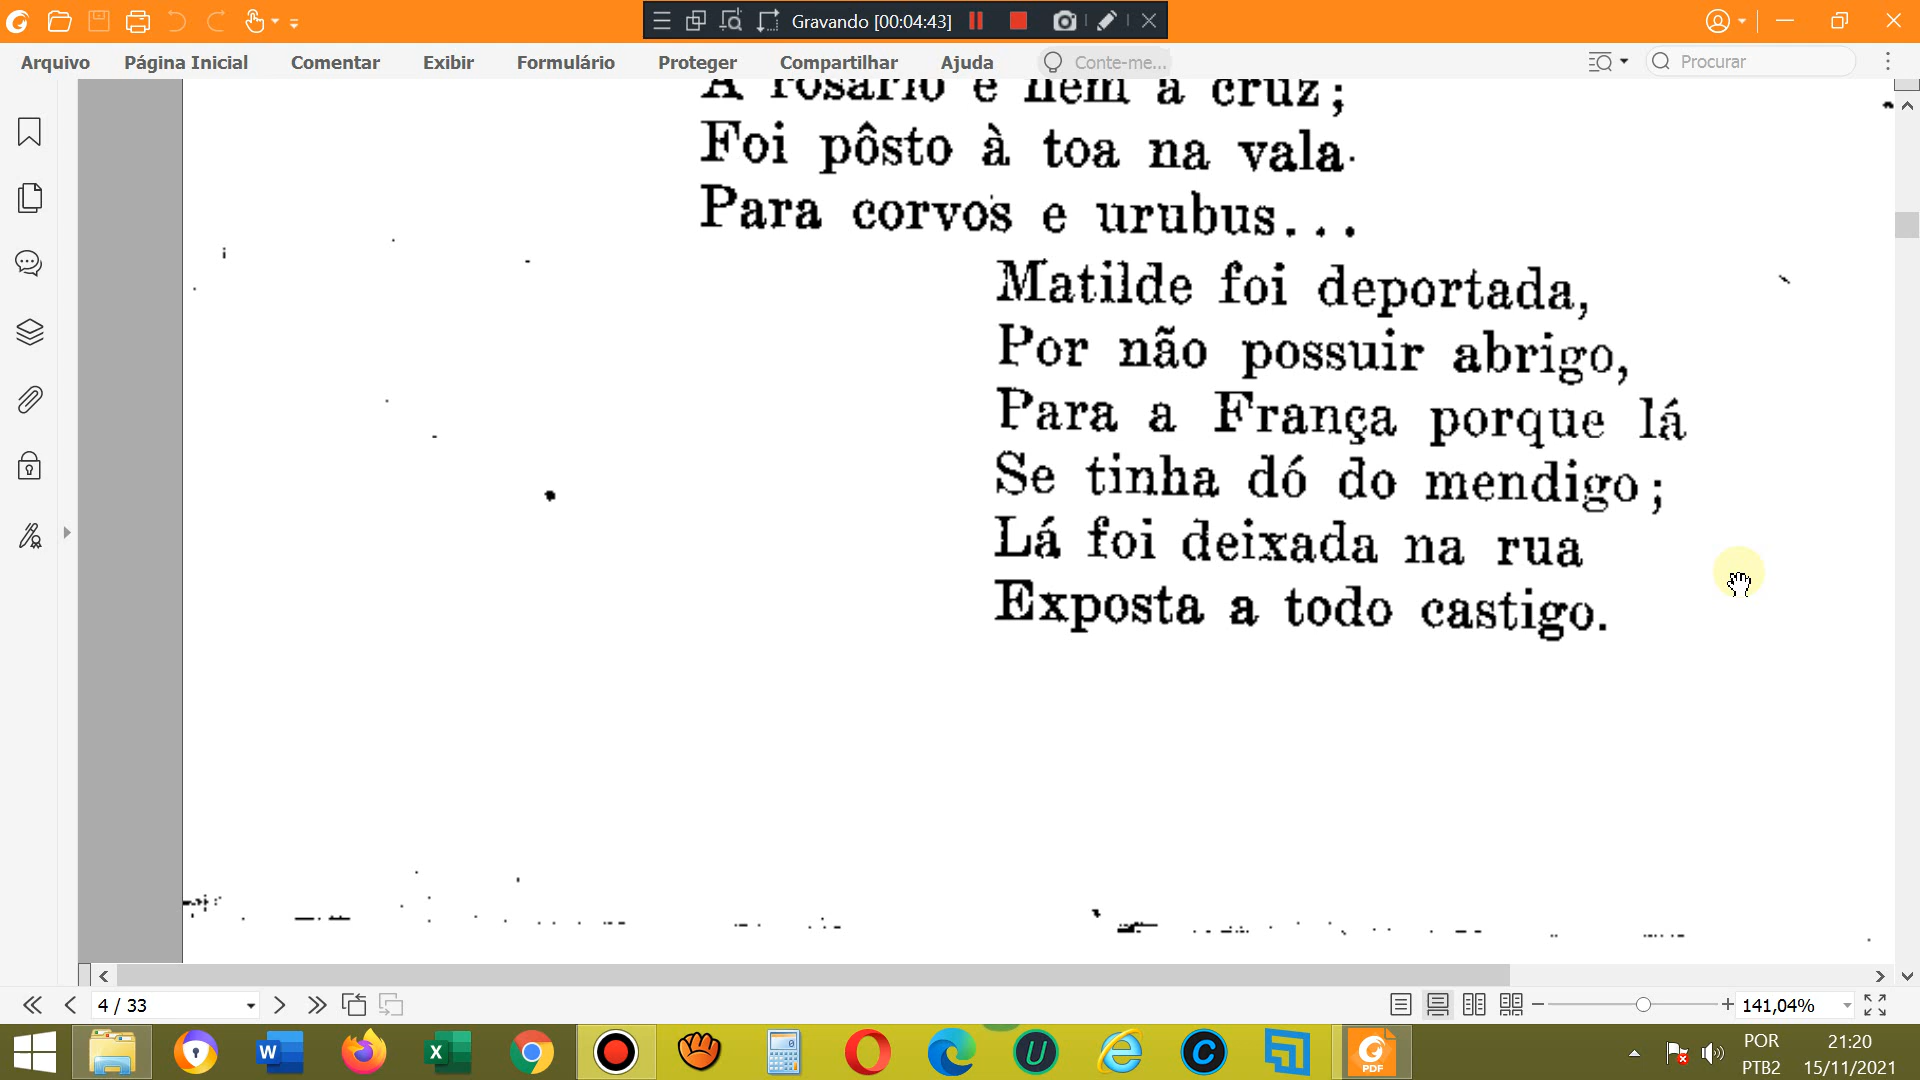 Gravando [00:04:43]
Arquivo Página Inicial Comentar Exibir Formulário Proteger Compartilhar Ajuda Conte-me... Procurar
A rosário e nem a cruz;
Foi pôsto à toa na vala
Para corvos e urubus...
Matilde foi deportada,
Por não possuir abrigo,
Para a França porque lá
Se tinha dó do mendigo;
Lá foi deixada na rua
Exposta a todo castigo.
4 / 33
141,04%
POR
PTB2
21:20
15/11/2021